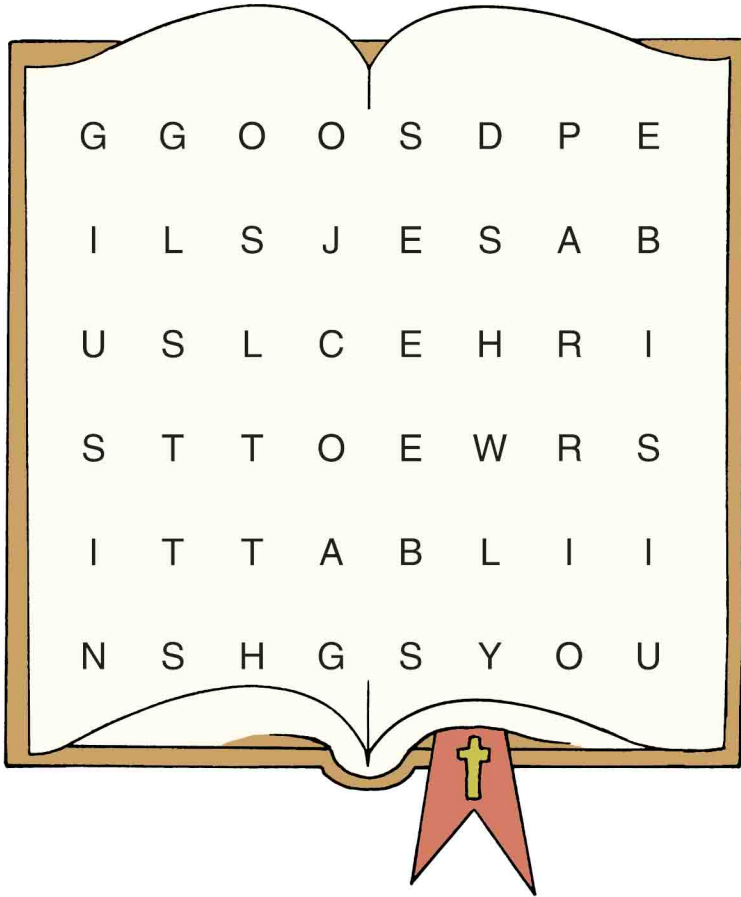 G G O O S D P E
I L S J E S A B
U S L C E H R I
S T T O E W R S
I T T A B L I I
N S H G S Y O U